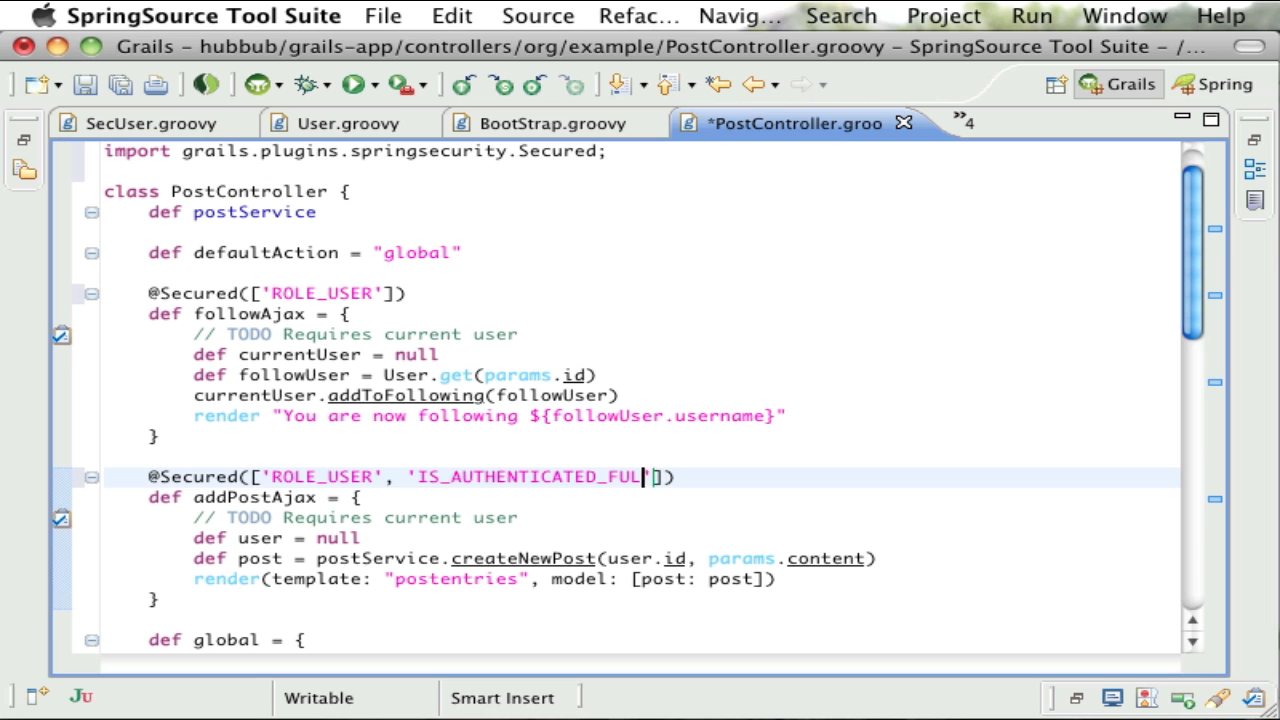 SpringSource Tool Suite File Edit Source Refac... Navig... Search Project Run Window Help
Grails – hubbub/grails-app/controllers/org/example/PostController.groovy – SpringSource Tool Suite – /...
Grails Spring
SecUser.groovy User.groovy BootStrap.groovy *PostController.groo »4
import grails.plugins.springsecurity.Secured;
class PostController {
def postService
def defaultAction = "global"
@Secured(['ROLE_USER'])
def followAjax = {
// TODO Requires current user
def currentUser = null
def followUser = User.get(params.id)
currentUser.addToFollowing(followUser)
render "You are now following ${followUser.username}"
}
@Secured(['ROLE_USER', 'IS_AUTHENTICATED_FUL'])
def addPostAjax = {
// TODO Requires current user
def user = null
def post = postService.createNewPost(user.id, params.content)
render(template: "postentries", model: [post: post])
}
def global = {
JU Writable Smart Insert